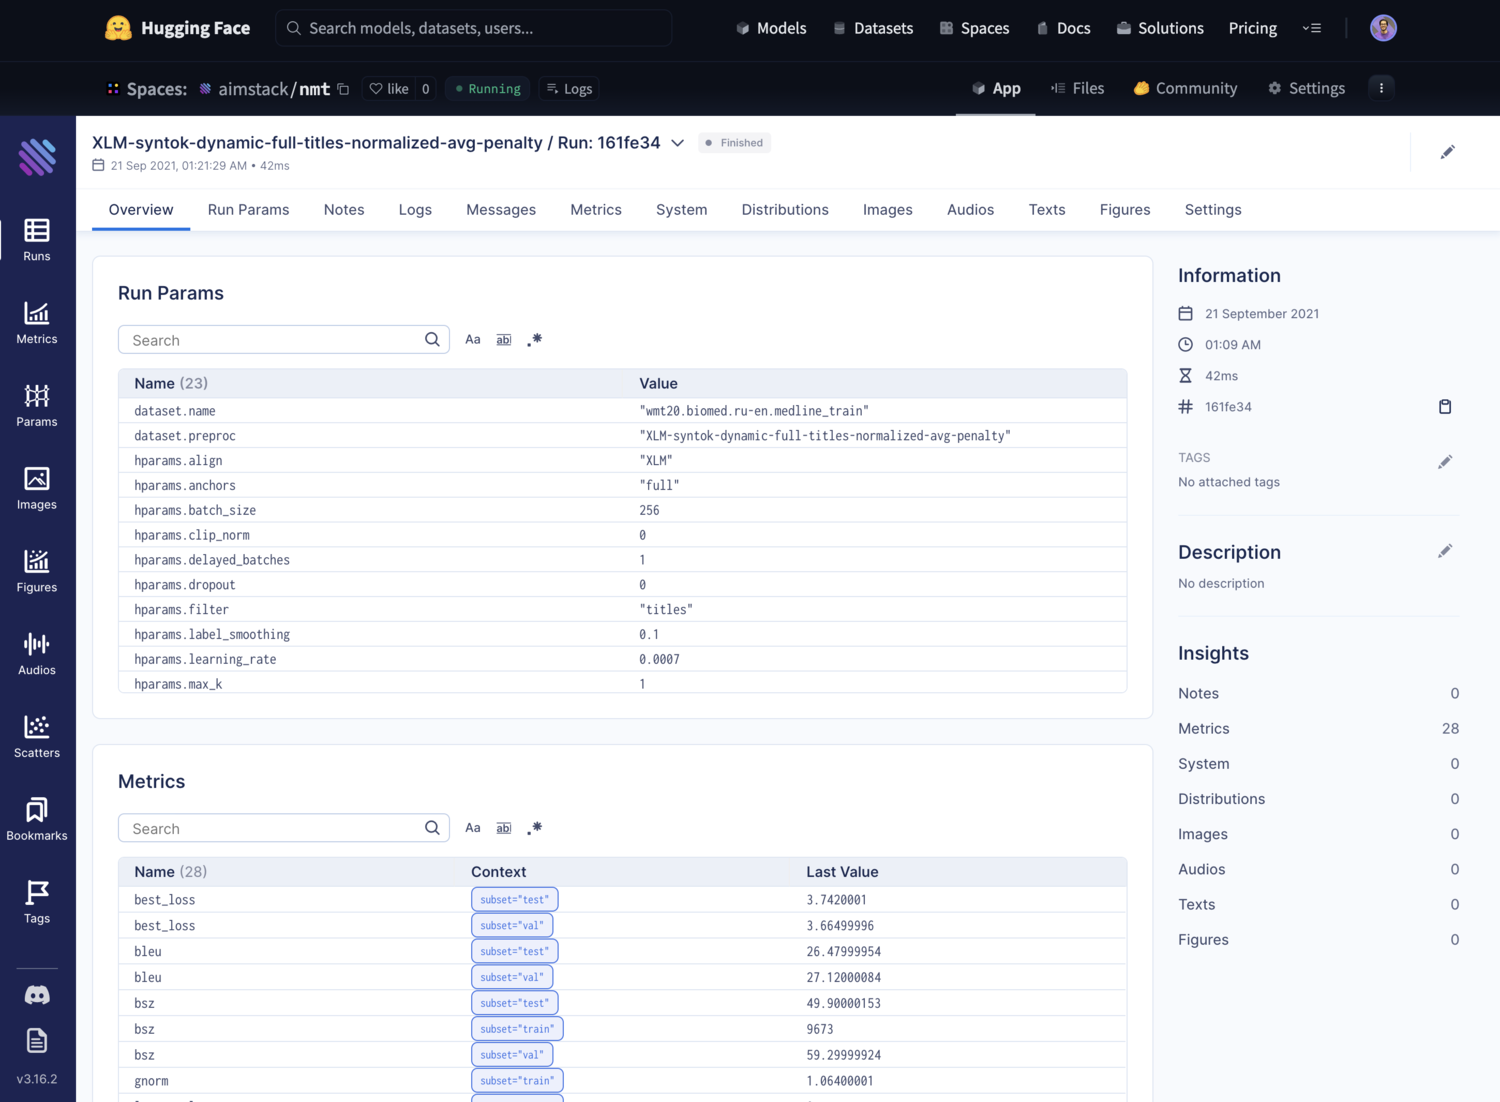 Hugging Face
Search models, datasets, users...
Models
Datasets
Spaces
Docs
Solutions
Pricing
Spaces: aimstack/nmt
like 0
Running
Logs
App
Files
Community
Settings
XLM-syntok-dynamic-full-titles-normalized-avg-penalty / Run: 161fe34
Finished
21 Sep 2021, 01:21:29 AM • 42ms
Overview
Run Params
Notes
Logs
Messages
Metrics
System
Distributions
Images
Audios
Texts
Figures
Settings
Runs
Metrics
Params
Images
Figures
Audios
Scatters
Bookmarks
Tags
v3.16.2
Run Params
Search
Aa
ab
.*
Name (23) Value
dataset.name "wmt20.biomed.ru-en.medline_train"
dataset.preproc "XLM-syntok-dynamic-full-titles-normalized-avg-penalty"
hparams.align "XLM"
hparams.anchors "full"
hparams.batch_size 256
hparams.clip_norm 0
hparams.delayed_batches 1
hparams.dropout 0
hparams.filter "titles"
hparams.label_smoothing 0.1
hparams.learning_rate 0.0007
hparams.max_k 1
Metrics
Search
Aa
ab
.*
Name (28) Context Last Value
best_loss subset="test" 3.7420001
best_loss subset="val" 3.66499996
bleu subset="test" 26.47999954
bleu subset="val" 27.12000084
bsz subset="test" 49.90000153
bsz subset="train" 9673
bsz subset="val" 59.29999924
gnorm subset="train" 1.06400001
Information
21 September 2021
01:09 AM
42ms
161fe34
TAGS
No attached tags
Description
No description
Insights
Notes 0
Metrics 28
System 0
Distributions 0
Images 0
Audios 0
Texts 0
Figures 0